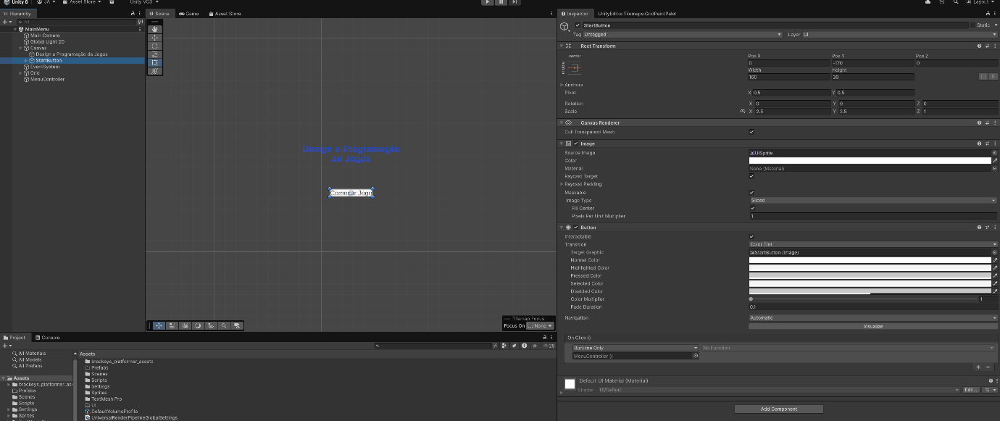 Unity 6 JA Asset Store Unity VCS Layout
Hierarchy
All
MainMenu
Main Camera
Global Light 2D
Canvas
Design e Programação de Jogos
StartButton
EventSystem
Grid
MenuController
Scene Game Asset Store
Design e Programação
de Jogos
Começar Jogo
Tilemap Focus
Focus On None
Inspector UnityEditor.Tilemaps.GridPaintPalet
StartButton Static
Tag Untagged Layer UI
Rect Transform
center
middle
Pos X Pos Y Pos Z
0 -170 0
Width Height
160 30
Anchors
Pivot X 0.5 Y 0.5
Rotation X 0 Y 0 Z 0
Scale X 2.5 Y 2.5 Z 1
Canvas Renderer
Cull Transparent Mesh
Image
Source Image UISprite
Color
Material None (Material)
Raycast Target
Raycast Padding
Maskable
Image Type Sliced
Fill Center
Pixels Per Unit Multiplier 1
Button
Interactable
Transition Color Tint
Target Graphic StartButton (Image)
Normal Color
Highlighted Color
Pressed Color
Selected Color
Disabled Color
Color Multiplier 1
Fade Duration 0.1
Navigation Automatic
Visualize
On Click ()
Runtime Only No Function
MenuController ()
+ −
Default UI Material (Material)
Shader UI/Default Edit...
Add Component
Project Console
29
All Materials
All Models
All Prefabs
Assets
brackeys_platformer_as
Prefabs
Scenes
Scripts
Settings
Sprites
Assets
brackeys_platformer_assets
Prefabs
Scenes
Scripts
Settings
Sprites
TextMesh Pro
UI
DefaultVolumeProfile
UniversalRenderPipelineGlobalSettings